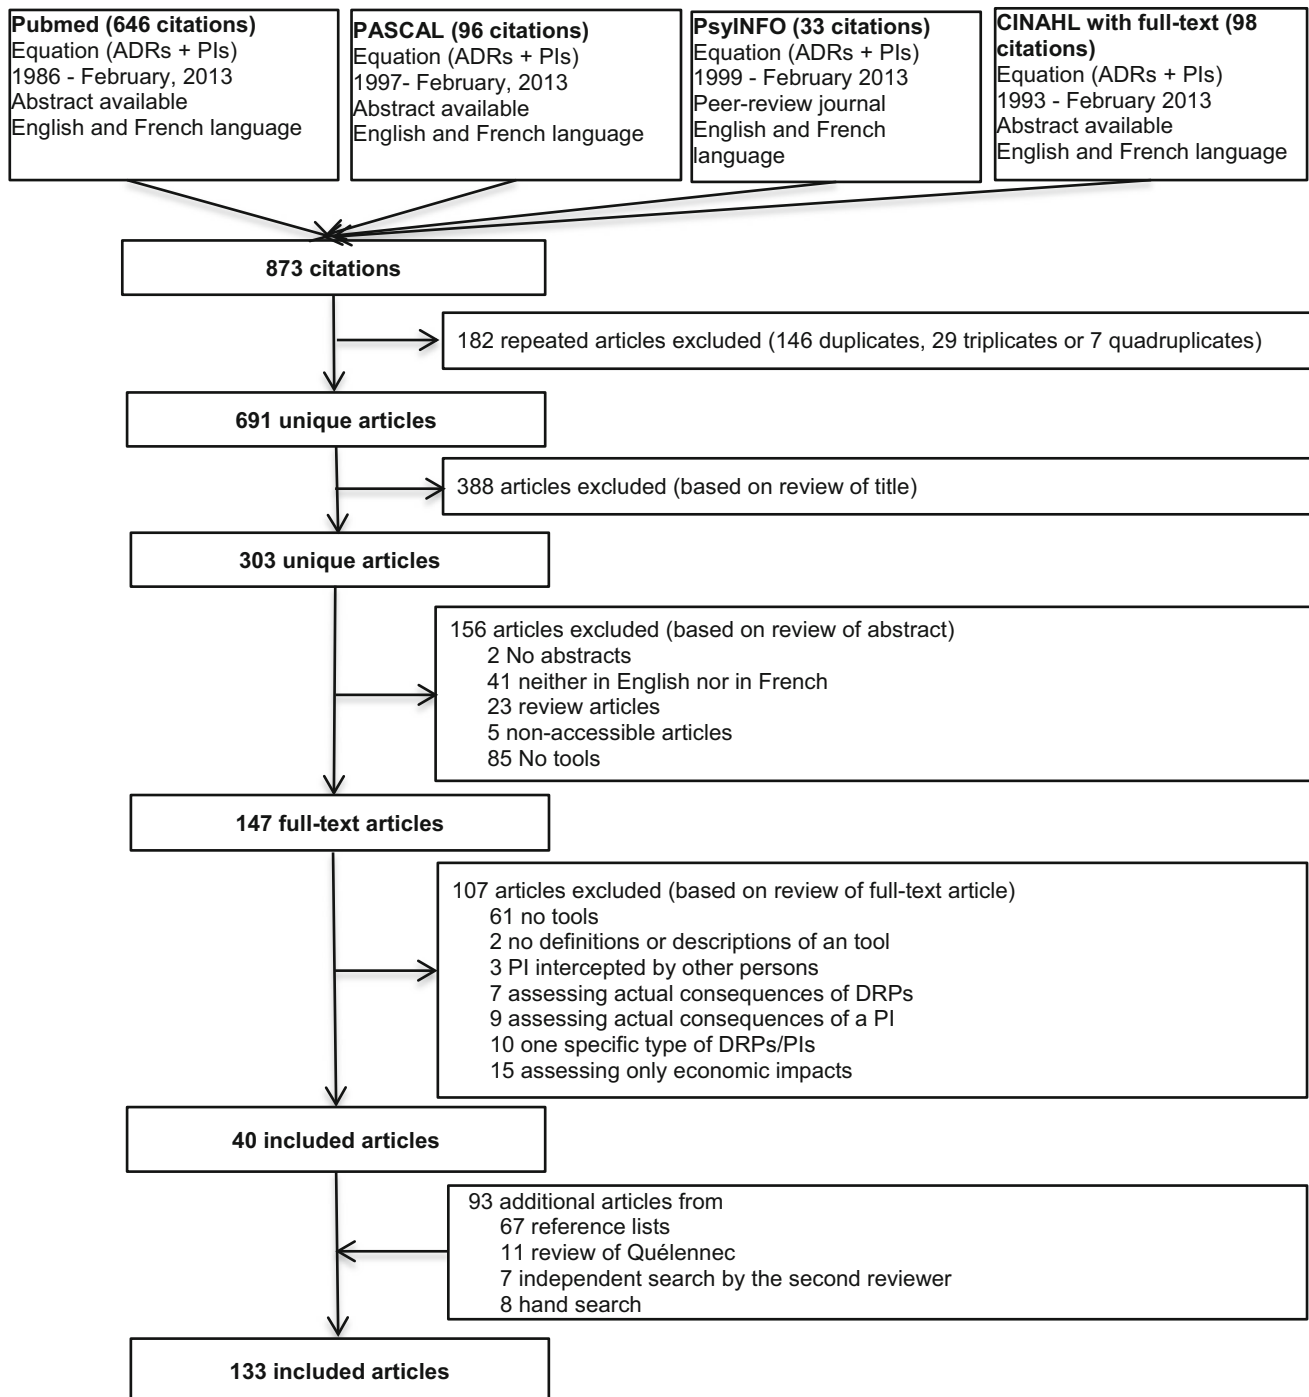 Pubmed (646 citations)
Equation (ADRs + PIs)
1986 - February, 2013
Abstract available
English and French language
PASCAL (96 citations)
Equation (ADRs + PIs)
1997- February, 2013
Abstract available
English and French language
PsyINFO (33 citations)
Equation (ADRs + PIs)
1999 - February 2013
Peer-review journal
English and French
language
CINAHL with full-text (98
citations)
Equation (ADRs + PIs)
1993 - February 2013
Abstract available
English and French language
873 citations
182 repeated articles excluded (146 duplicates, 29 triplicates or 7 quadruplicates)
691 unique articles
388 articles excluded (based on review of title)
303 unique articles
156 articles excluded (based on review of abstract)
2 No abstracts
41 neither in English nor in French
23 review articles
5 non-accessible articles
85 No tools
147 full-text articles
107 articles excluded (based on review of full-text article)
61 no tools
2 no definitions or descriptions of an tool
3 PI intercepted by other persons
7 assessing actual consequences of DRPs
9 assessing actual consequences of a PI
10 one specific type of DRPs/PIs
15 assessing only economic impacts
40 included articles
93 additional articles from
67 reference lists
11 review of Quélennec
7 independent search by the second reviewer
8 hand search
133 included articles